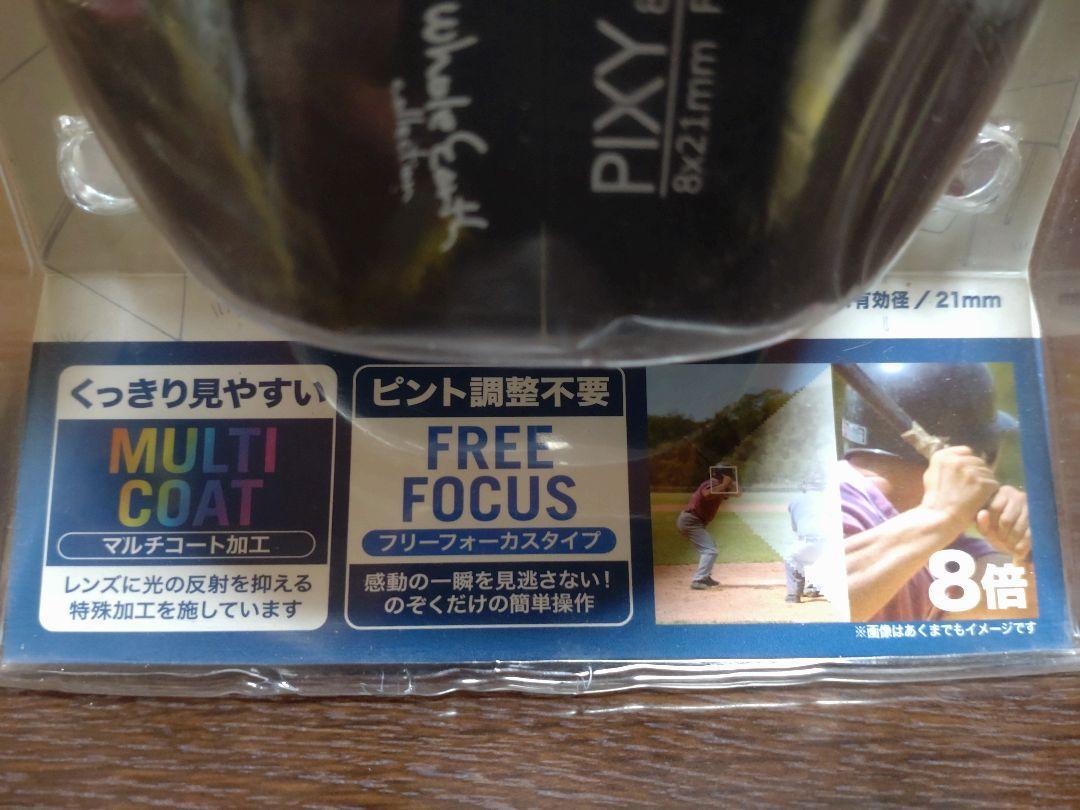 Whole Earth
collection
PIXY 8
8x21mm F
有効径／21mm
くっきり見やすい
MULTI
COAT
マルチコート加工
レンズに光の反射を抑える
特殊加工を施しています
ピント調整不要
FREE
FOCUS
フリーフォーカスタイプ
感動の一瞬を見逃さない！
のぞくだけの簡単操作
8倍
※画像はあくまでもイメージです